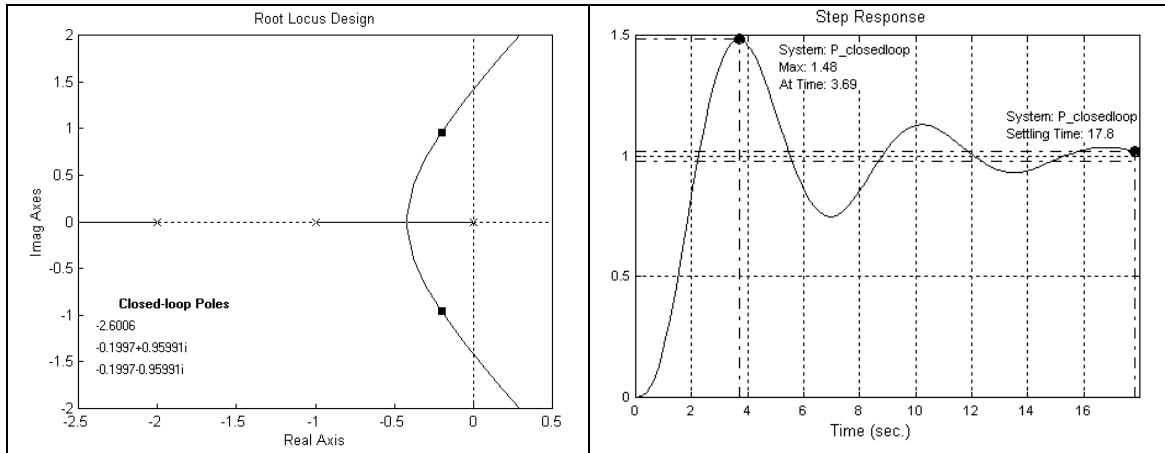 Root Locus Design
2
1.5
1
0.5
0
-0.5
-1
-1.5
-2
Imag Axes
Closed-loop Poles
-2.6006
-0.1997+0.95991i
-0.1997-0.95991i
-2.5 -2 -1.5 -1 -0.5 0 0.5
Real Axis
Step Response
1.5
1
0.5
0
System: P_closedloop
Max: 1.48
At Time: 3.69
System: P_closedloop
Settling Time: 17.8
0 2 4 6 8 10 12 14 16
Time (sec.)